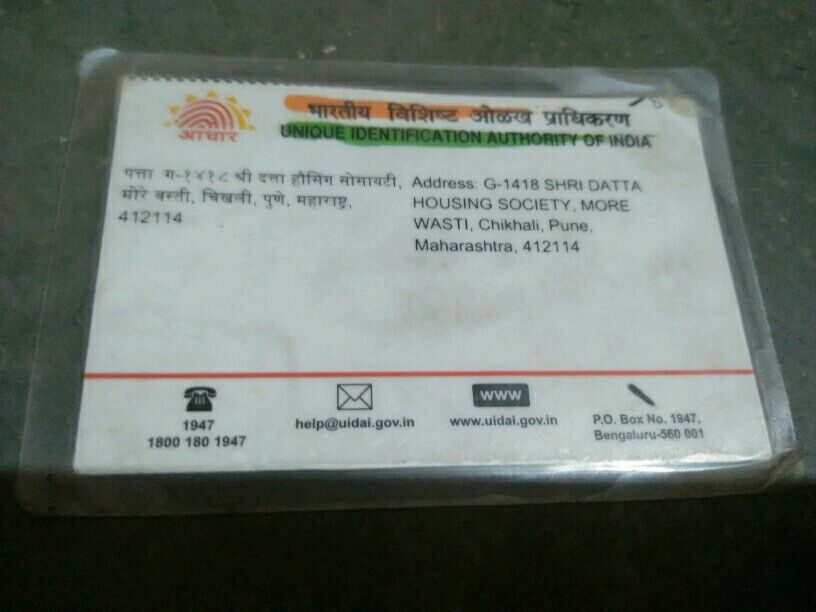 भारतीय विशिष्ट ओळख प्राधिकरण
UNIQUE IDENTIFICATION AUTHORITY OF INDIA
आधार
पत्ता ग-१४१८ श्री दत्ता हौसिंग सोसायटी,
मोरे वस्ती, चिखली, पुणे, महाराष्ट्र,
412114
Address: G-1418 SHRI DATTA
HOUSING SOCIETY, MORE
WASTI, Chikhali, Pune,
Maharashtra, 412114
1947
1800 180 1947
help@uidai.gov.in
WWW
www.uidai.gov.in
P.O. Box No. 1947,
Bengaluru-560 001